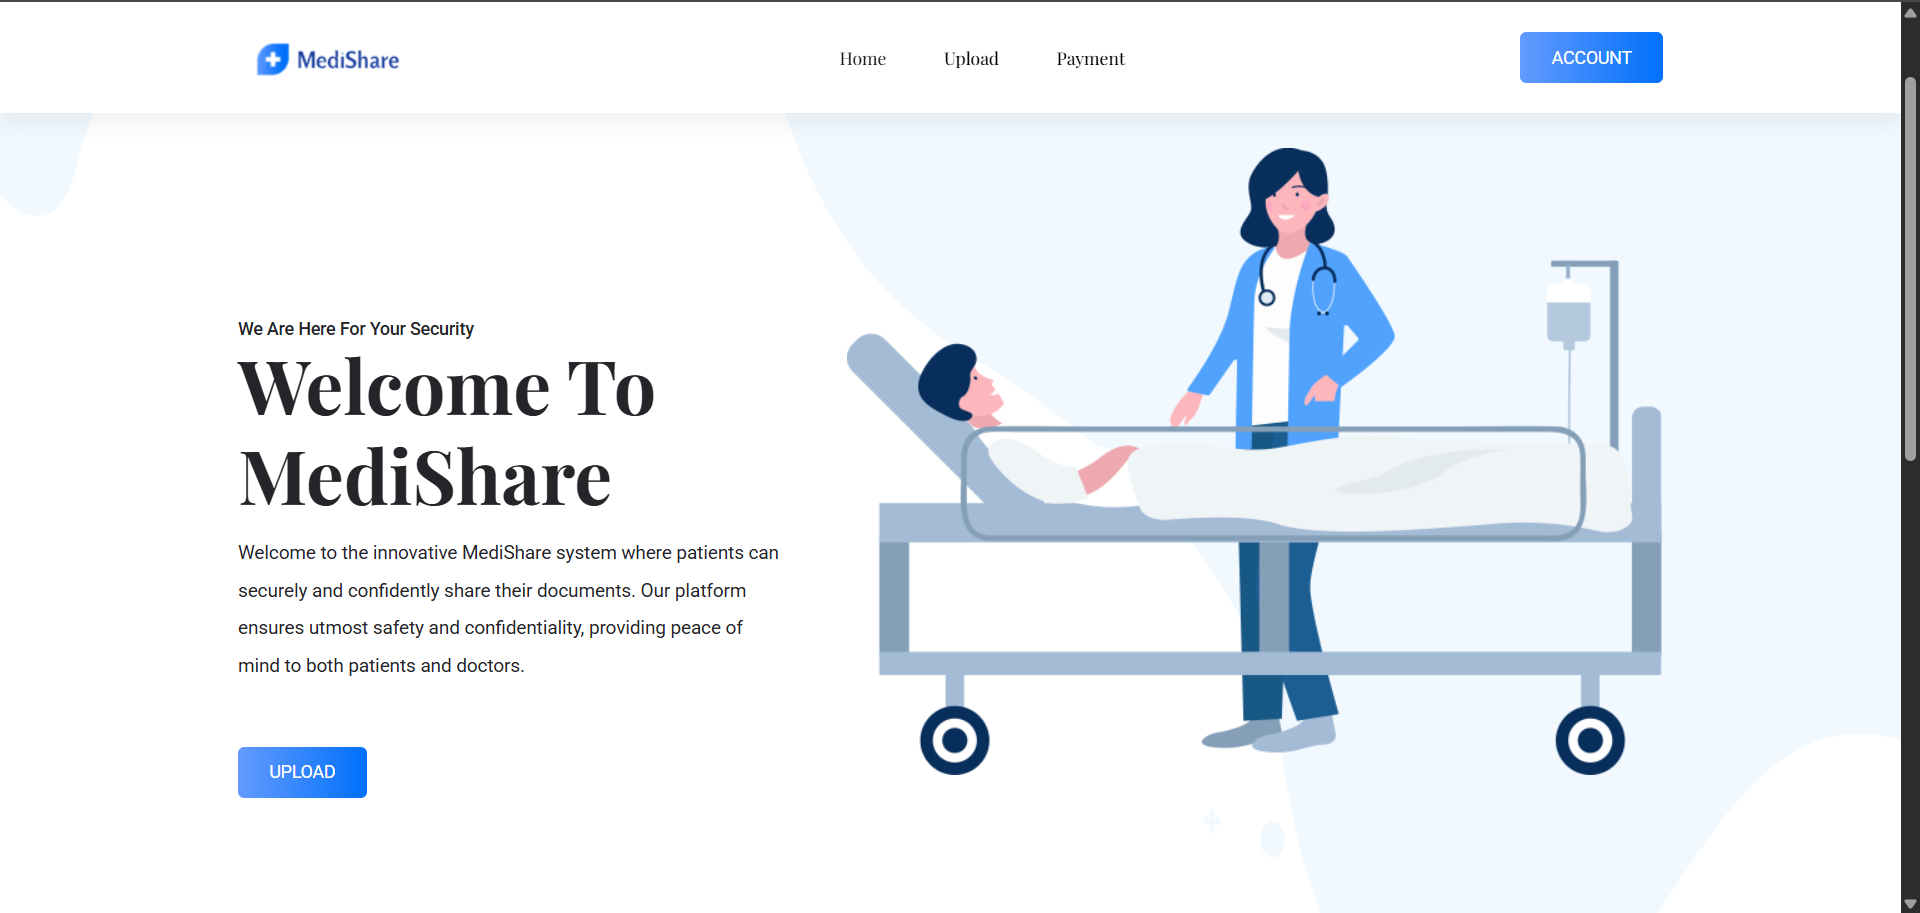 MediShare
Home
Upload
Payment
ACCOUNT
We Are Here For Your Security
Welcome To
MediShare
Welcome to the innovative MediShare system where patients can
securely and confidently share their documents. Our platform
ensures utmost safety and confidentiality, providing peace of
mind to both patients and doctors.
UPLOAD